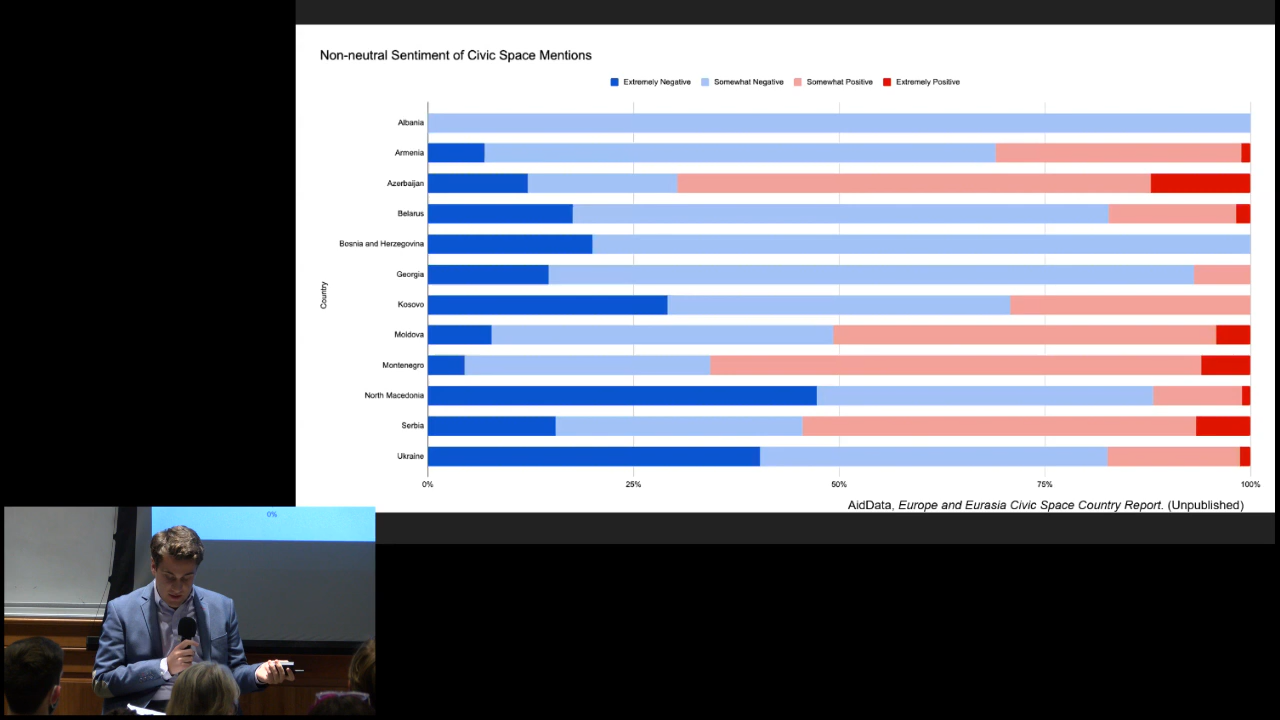 Non-neutral Sentiment of Civic Space Mentions
Extremely Negative Somewhat Negative Somewhat Positive Extremely Positive
Country
Albania
Armenia
Azerbaijan
Belarus
Bosnia and Herzegovina
Georgia
Kosovo
Moldova
Montenegro
North Macedonia
Serbia
Ukraine
0% 25% 50% 75% 100%
AidData, Europe and Eurasia Civic Space Country Report. (Unpublished)
0%